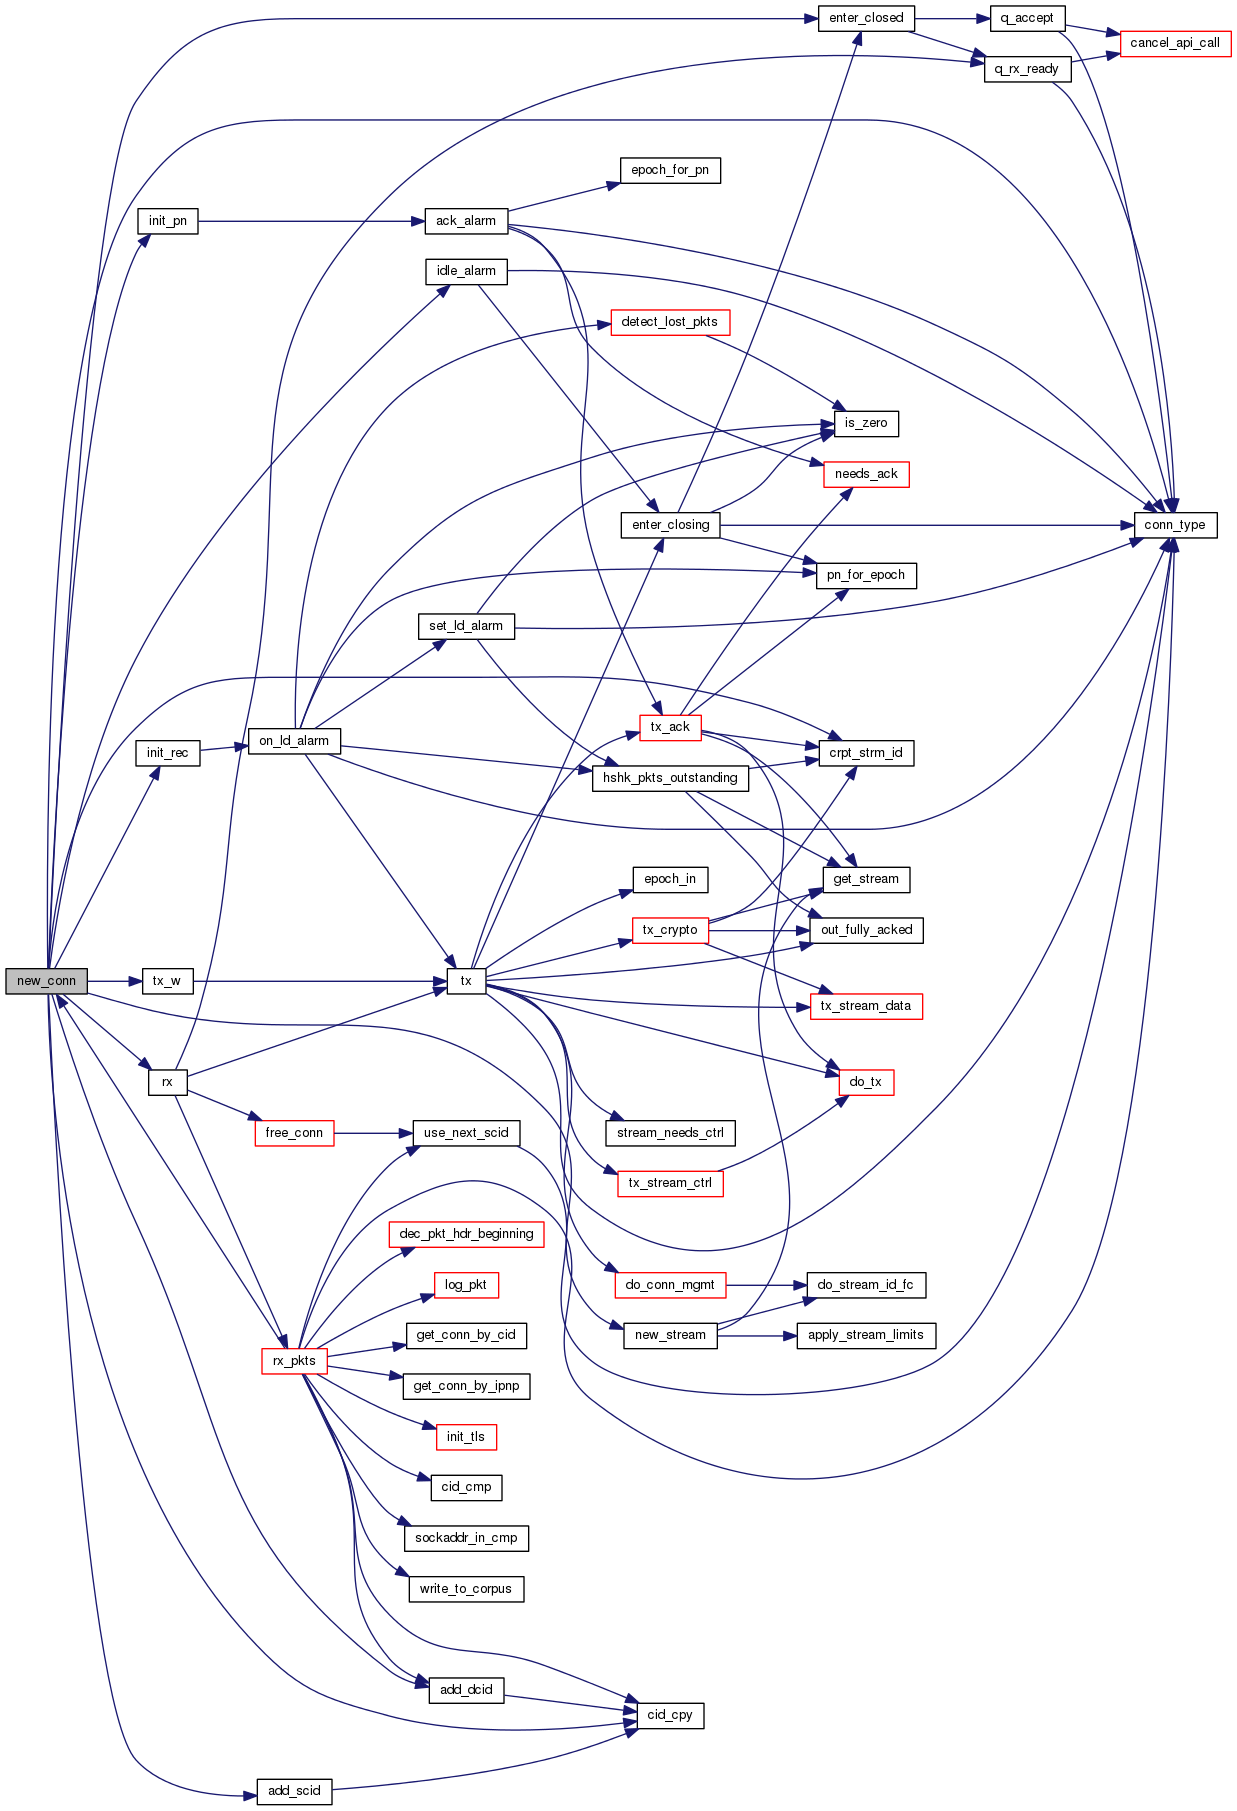 enter_closed
q_accept
cancel_api_call
q_rx_ready
epoch_for_pn
init_pn
ack_alarm
idle_alarm
detect_lost_pkts
is_zero
needs_ack
enter_closing
conn_type
pn_for_epoch
set_ld_alarm
tx_ack
on_ld_alarm
init_rec
crpt_strm_id
hshk_pkts_outstanding
epoch_in
get_stream
tx_crypto
out_fully_acked
new_conn
tx_w
tx
tx_stream_data
rx
do_tx
free_conn
use_next_scid
stream_needs_ctrl
tx_stream_ctrl
dec_pkt_hdr_beginning
log_pkt
do_conn_mgmt
do_stream_id_fc
get_conn_by_cid
new_stream
apply_stream_limits
rx_pkts
get_conn_by_ipnp
init_tls
cid_cmp
sockaddr_in_cmp
write_to_corpus
add_dcid
cid_cpy
add_scid